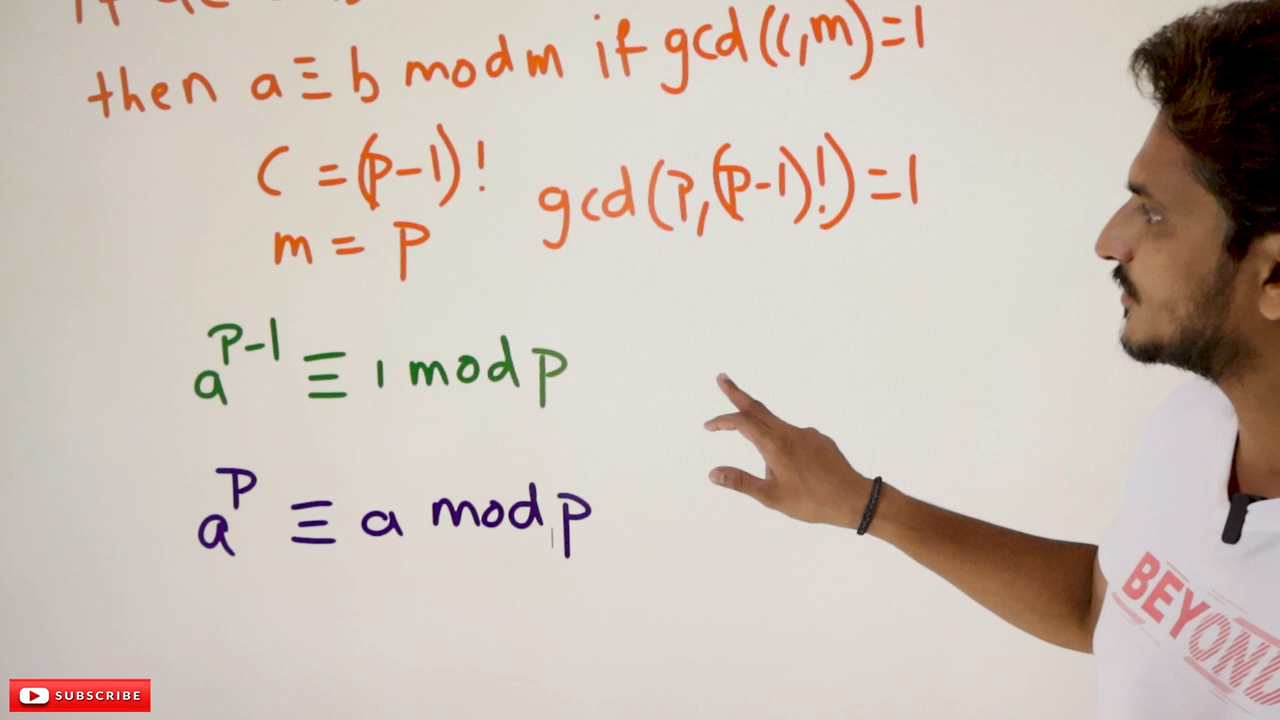 then a ≡ b mod m if gcd(c,m)=1
c = (p-1)! gcd(p,(p-1)!)=1
m = p
a^{p-1} ≡ 1 mod p
a^p ≡ a mod p
BEYOND
SUBSCRIBE